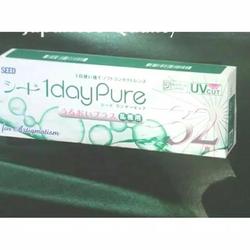 1日使い捨てソフトコンタクトレンズ
SEED
シード 1dayPure
UV CUT
シード ワンデーピュア
うるおいプラス 乱視用
32
for Astigmatism